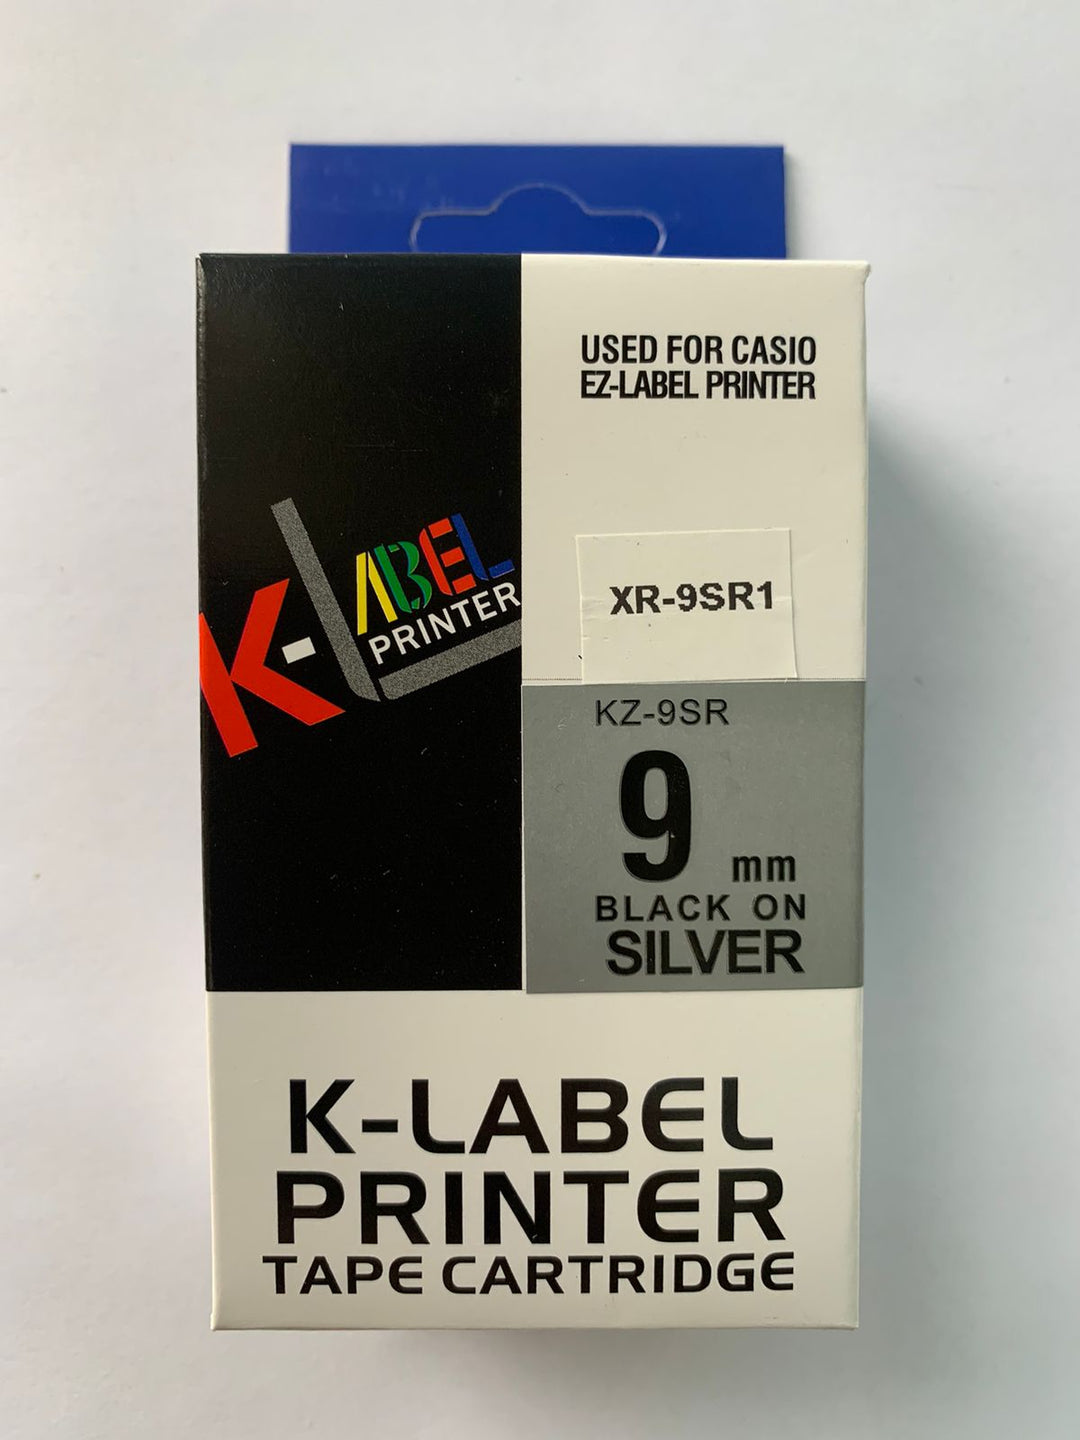 USED FOR CASIO
EZ-LABEL PRINTER
K-LABEL
PRINTER
XR-9SR1
KZ-9SR
9 mm
BLACK ON
SILVER
K-LABEL
PRINTER
TAPE CARTRIDGE